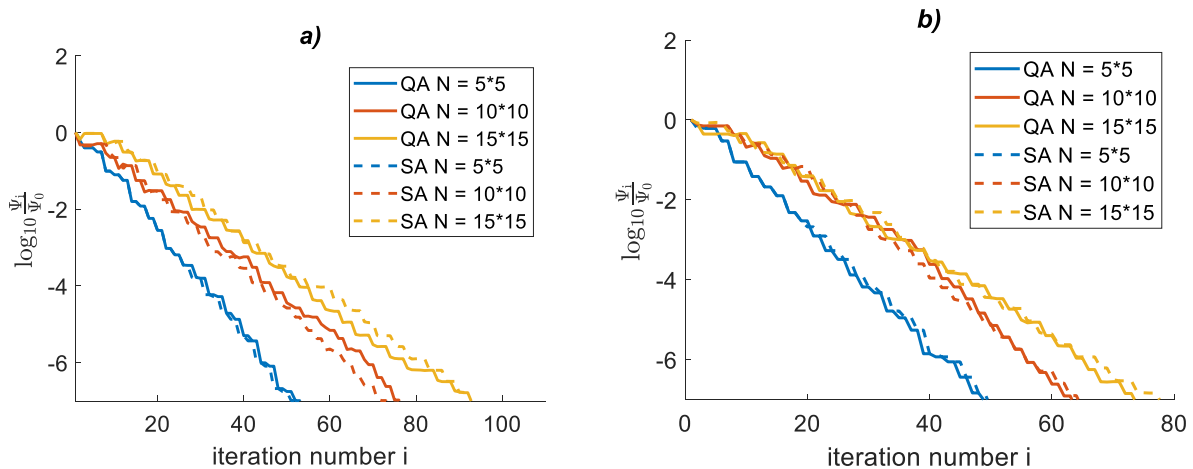 a)
2
0
-2
-4
-6
log10 Ψi/Ψ0
20 40 60 80 100
iteration number i
QA N = 5*5
QA N = 10*10
QA N = 15*15
SA N = 5*5
SA N = 10*10
SA N = 15*15
b)
2
0
-2
-4
-6
log10 Ψi/Ψ0
0 20 40 60 80
iteration number i
QA N = 5*5
QA N = 10*10
QA N = 15*15
SA N = 5*5
SA N = 10*10
SA N = 15*15